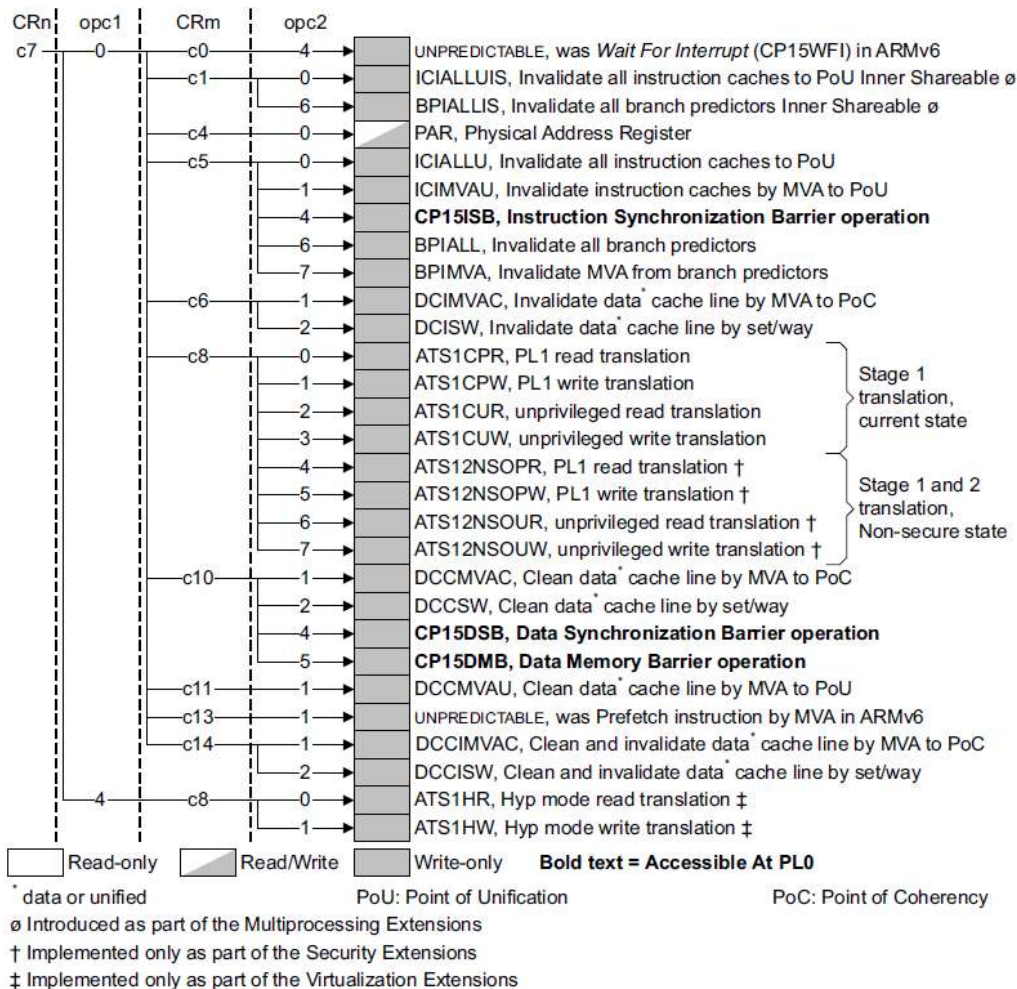 CRn opc1 CRm opc2
c7 0 c0 4 UNPREDICTABLE, was Wait For Interrupt (CP15WFI) in ARMv6
c1 0 ICIALLUIS, Invalidate all instruction caches to PoU Inner Shareable ø
6 BPIALLIS, Invalidate all branch predictors Inner Shareable ø
c4 0 PAR, Physical Address Register
c5 0 ICIALLU, Invalidate all instruction caches to PoU
1 ICIMVAU, Invalidate instruction caches by MVA to PoU
4 CP15ISB, Instruction Synchronization Barrier operation
6 BPIALL, Invalidate all branch predictors
7 BPIMVA, Invalidate MVA from branch predictors
c6 1 DCIMVAC, Invalidate data* cache line by MVA to PoC
2 DCISW, Invalidate data* cache line by set/way
c8 0 ATS1CPR, PL1 read translation
1 ATS1CPW, PL1 write translation
2 ATS1CUR, unprivileged read translation
3 ATS1CUW, unprivileged write translation
Stage 1
translation,
current state
4 ATS12NSOPR, PL1 read translation †
5 ATS12NSOPW, PL1 write translation †
6 ATS12NSOUR, unprivileged read translation †
7 ATS12NSOUW, unprivileged write translation †
Stage 1 and 2
translation,
Non-secure state
c10 1 DCCMVAC, Clean data* cache line by MVA to PoC
2 DCCSW, Clean data* cache line by set/way
4 CP15DSB, Data Synchronization Barrier operation
5 CP15DMB, Data Memory Barrier operation
c11 1 DCCMVAU, Clean data* cache line by MVA to PoU
c13 1 UNPREDICTABLE, was Prefetch instruction by MVA in ARMv6
c14 1 DCCIMVAC, Clean and invalidate data* cache line by MVA to PoC
2 DCCISW, Clean and invalidate data* cache line by set/way
4 c8 0 ATS1HR, Hyp mode read translation ‡
1 ATS1HW, Hyp mode write translation ‡
Read-only Read/Write Write-only Bold text = Accessible At PL0
* data or unified PoU: Point of Unification PoC: Point of Coherency
ø Introduced as part of the Multiprocessing Extensions
† Implemented only as part of the Security Extensions
‡ Implemented only as part of the Virtualization Extensions